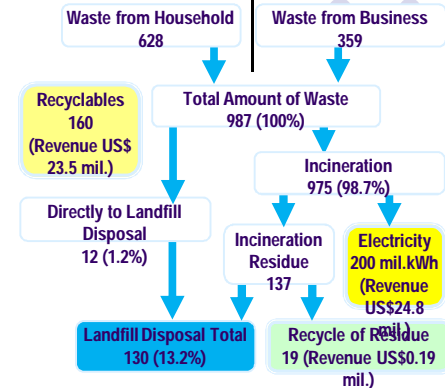 Waste from Household
628
Waste from Business
359
Recyclables
160
(Revenue US$
23.5 mil.)
Total Amount of Waste
987 (100%)
Incineration
975 (98.7%)
Directly to Landfill
Disposal
12 (1.2%)
Incineration
Residue
137
Electricity
200 mil.kWh
(Revenue
US$24.8
mil.)
Landfill Disposal Total
130 (13.2%)
Recycle of Residue
19 (Revenue US$0.19
mil.)